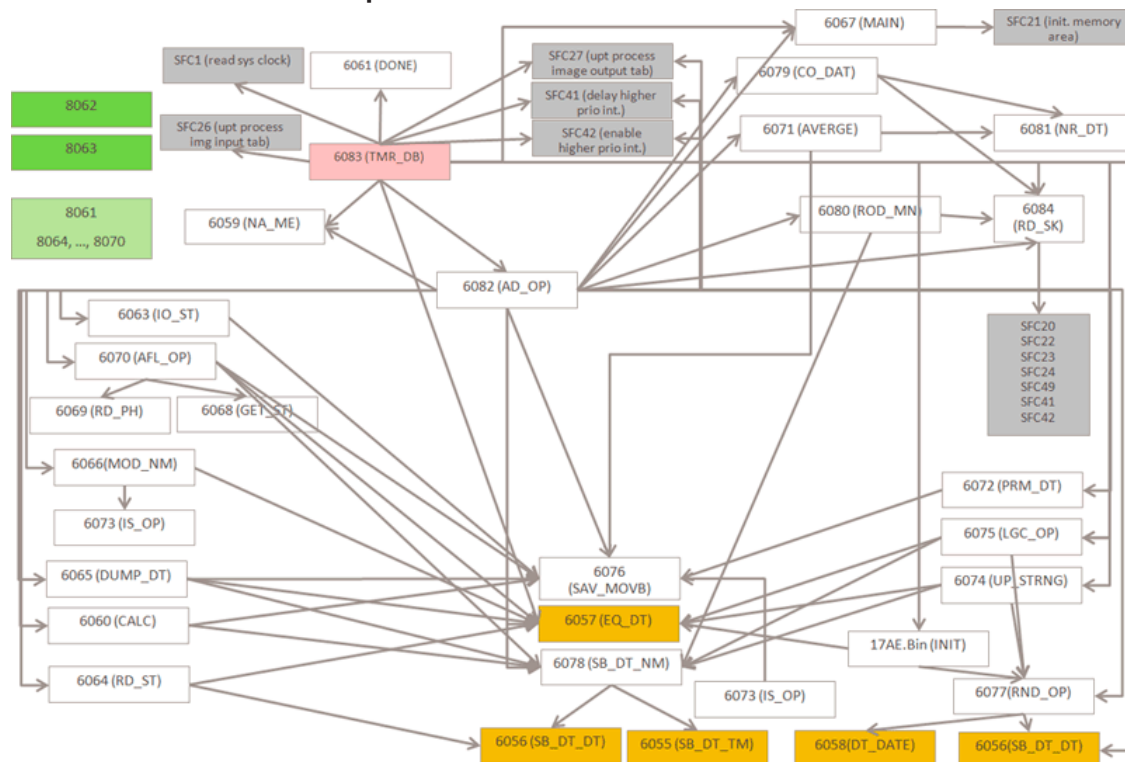 6067 (MAIN)
SFC21 (init. memory
area)
SFC1 (read sys clock)
6061 (DONE)
SFC27 (upt process
image output tab)
6079 (CO_DAT)
8062
SFC41 (delay higher
prio int.)
SFC26 (upt process
img input tab)
SFC42 (enable
higher prio int.)
6071 (AVERGE)
6081 (NR_DT)
8063
6083 (TMR_DB)
8061
8064, ..., 8070
6059 (NA_ME)
6080 (ROD_MN)
6084
(RD_SK)
6082 (AD_OP)
6063 (IO_ST)
6070 (AFL_OP)
6069 (RD_PH)
6068 (GET_ST)
SFC20
SFC22
SFC23
SFC24
SFC49
SFC41
SFC42
6066(MOD_NM)
6073 (IS_OP)
6072 (PRM_DT)
6075 (LGC_OP)
6065 (DUMP_DT)
6076
(SAV_MOVB)
6074 (UP_STRNG)
6060 (CALC)
6057 (EQ_DT)
17AE.Bin (INIT)
6064 (RD_ST)
6078 (SB_DT_NM)
6073 (IS_OP)
6077(RND_OP)
6056 (SB_DT_DT)
6055 (SB_DT_TM)
6058(DT_DATE)
6056(SB_DT_DT)